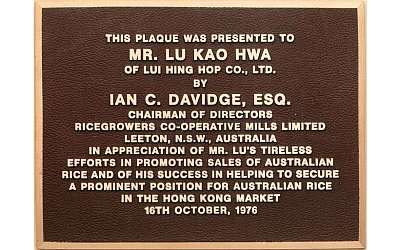 THIS PLAQUE WAS PRESENTED TO
MR. LU KAO HWA
OF LUI HING HOP CO., LTD.
BY
IAN C. DAVIDGE, ESQ.
CHAIRMAN OF DIRECTORS
RICEGROWERS CO-OPERATIVE MILLS LIMITED
LEETON, N.S.W., AUSTRALIA
IN APPRECIATION OF MR. LU'S TIRELESS
EFFORTS IN PROMOTING SALES OF AUSTRALIAN
RICE AND OF HIS SUCCESS IN HELPING TO SECURE
A PROMINENT POSITION FOR AUSTRALIAN RICE
IN THE HONG KONG MARKET
16TH OCTOBER, 1976